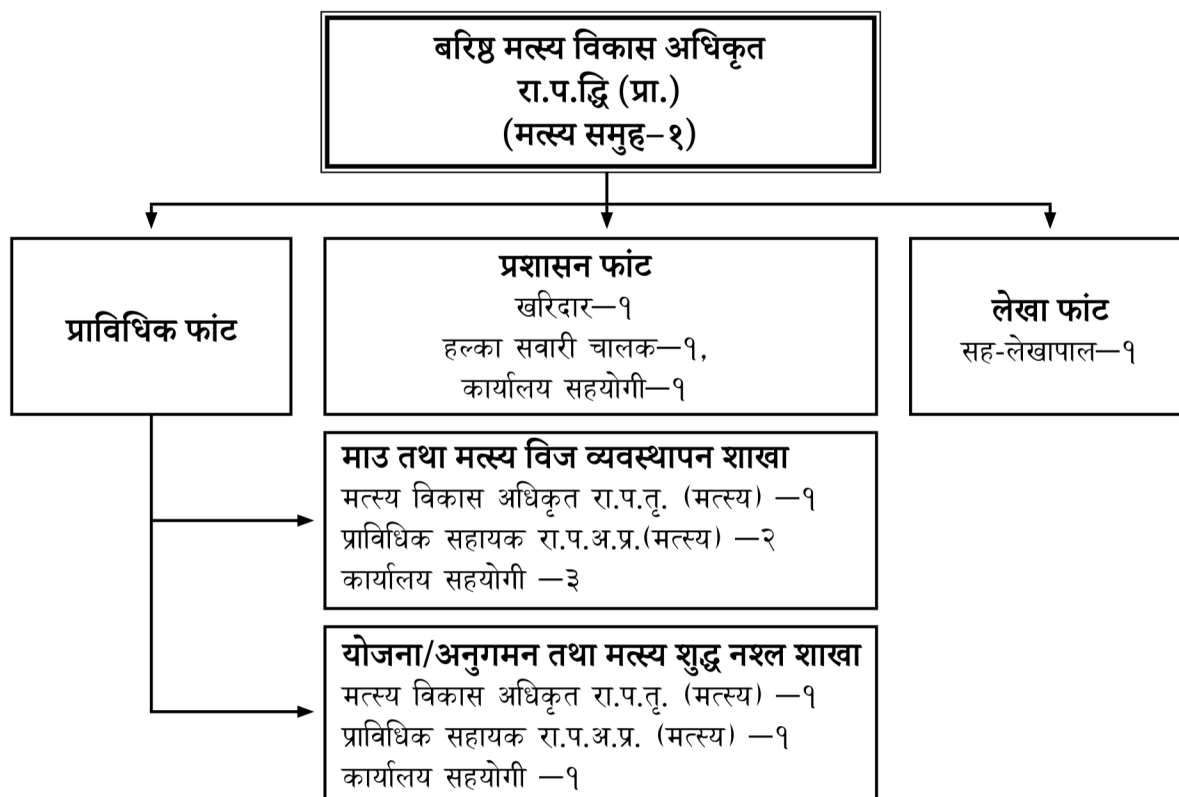 बरिष्ठ मत्स्य विकास अधिकृत
रा.प.द्धि (प्रा.)
(मत्स्य समुह–१)
प्राविधिक फांट
प्रशासन फांट
खरिदार—१
हल्का सवारी चालक—१,
कार्यालय सहयोगी—१
लेखा फांट
सह-लेखापाल—१
माउ तथा मत्स्य विज व्यवस्थापन शाखा
मत्स्य विकास अधिकृत रा.प.तृ. (मत्स्य) —१
प्राविधिक सहायक रा.प.अ.प्र.(मत्स्य) —२
कार्यालय सहयोगी —३
योजना/अनुगमन तथा मत्स्य शुद्ध नश्ल शाखा
मत्स्य विकास अधिकृत रा.प.तृ. (मत्स्य) —१
प्राविधिक सहायक रा.प.अ.प्र. (मत्स्य) —१
कार्यालय सहयोगी —१